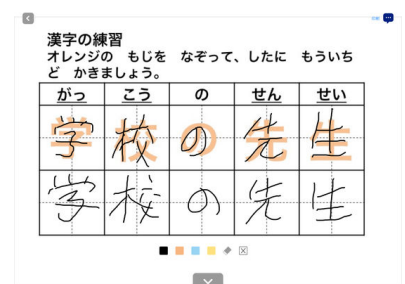 漢字の練習
オレンジの もじを なぞって、したに もういち
ど かきましょう。
がっ こう の せん せい
学 校 の 先 生
学 校 の 先 生